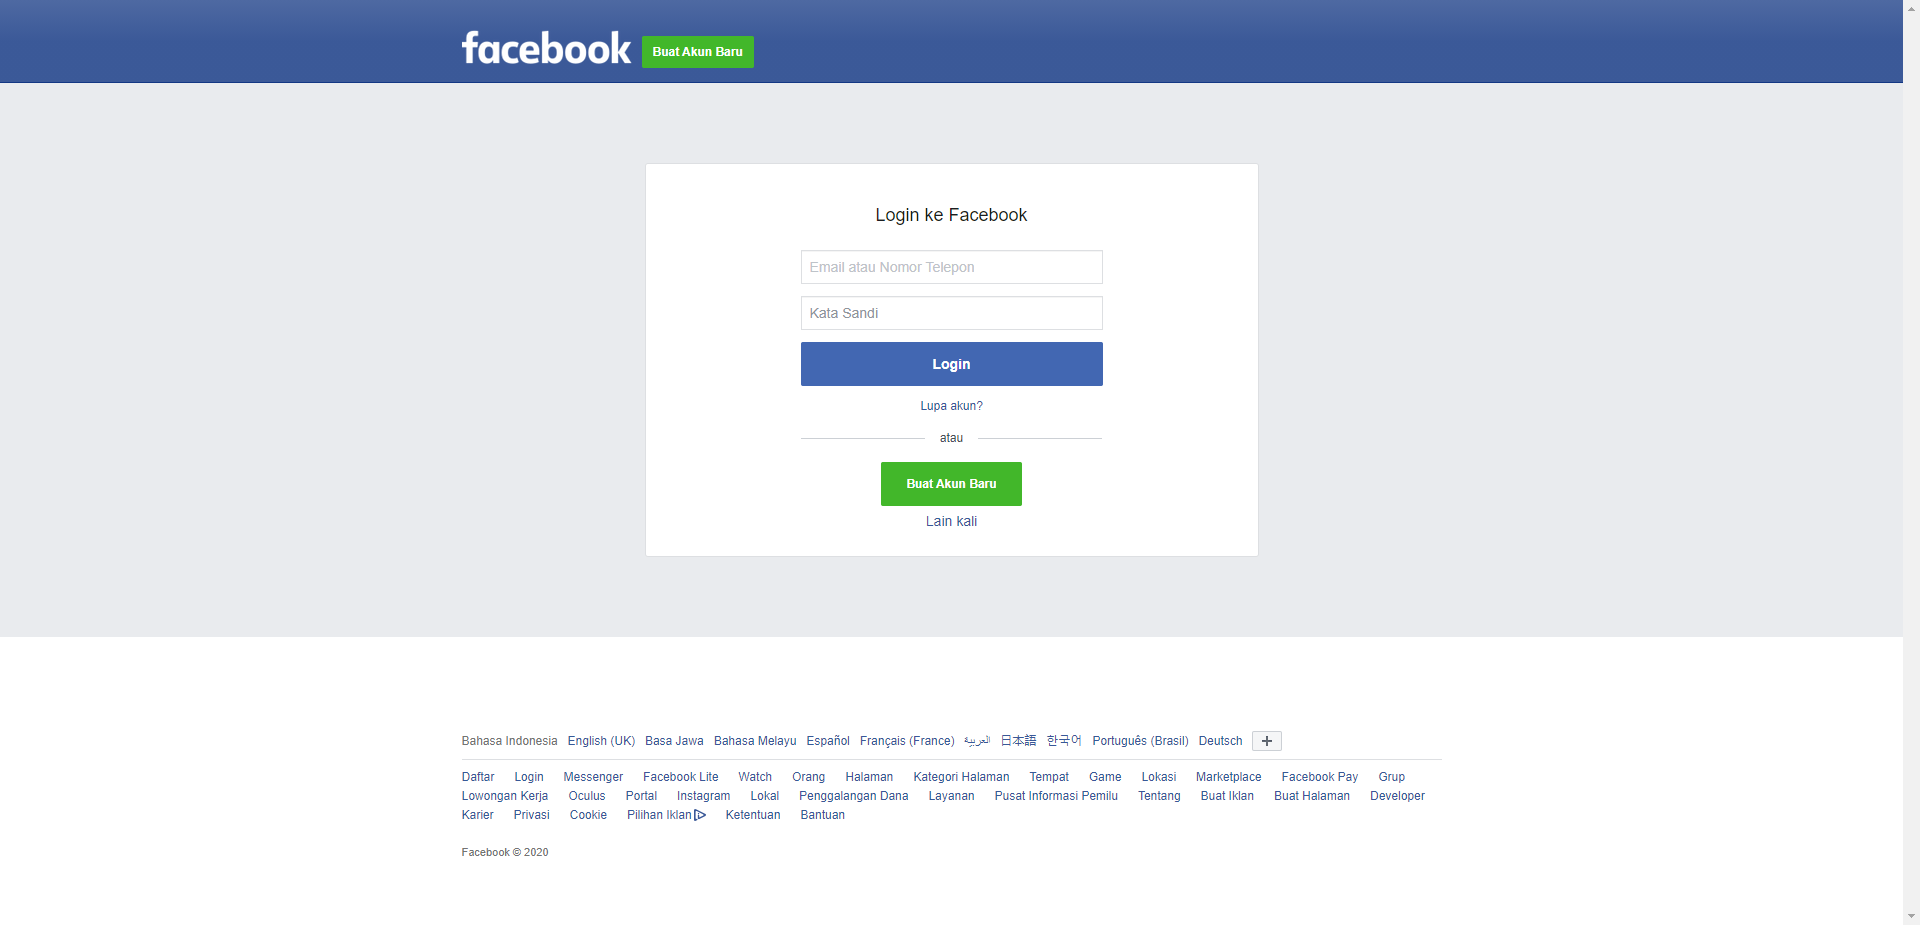 facebook Buat Akun Baru
Login ke Facebook
Email atau Nomor Telepon
Kata Sandi
Login
Lupa akun?
atau
Buat Akun Baru
Lain kali
Bahasa Indonesia English (UK) Basa Jawa Bahasa Melayu Español Français (France) العربية 日本語 한국어 Português (Brasil) Deutsch +
Daftar Login Messenger Facebook Lite Watch Orang Halaman Kategori Halaman Tempat Game Lokasi Marketplace Facebook Pay Grup
Lowongan Kerja Oculus Portal Instagram Lokal Penggalangan Dana Layanan Pusat Informasi Pemilu Tentang Buat Iklan Buat Halaman Developer
Karier Privasi Cookie Pilihan Iklan Ketentuan Bantuan
Facebook © 2020